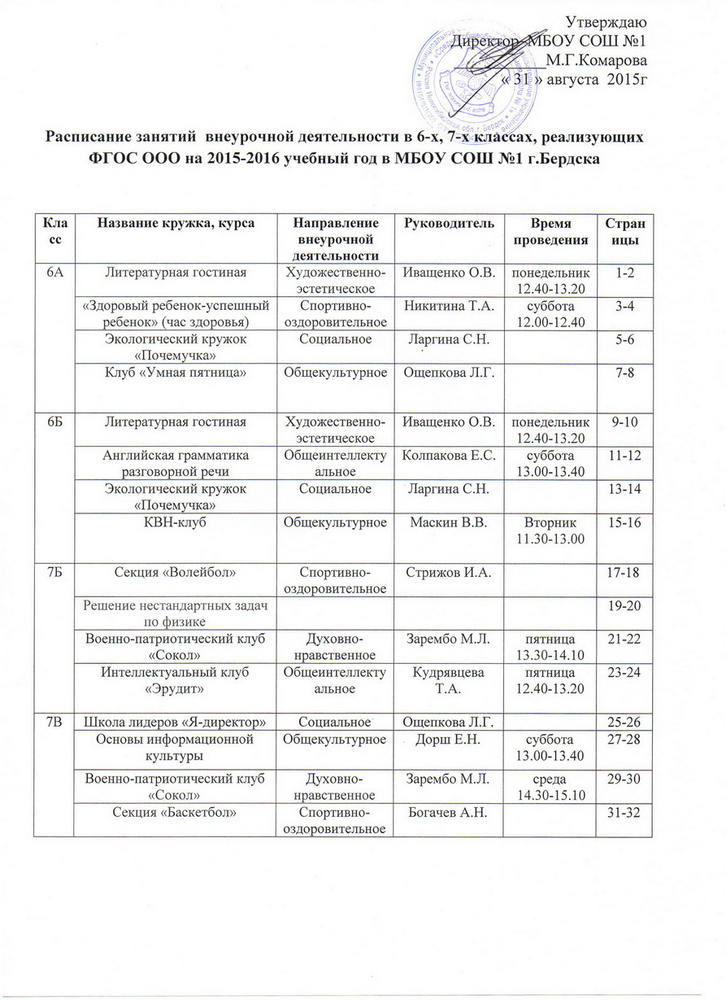 Утверждаю
Директор МБОУ СОШ №1
М.Г.Комарова
« 31 » августа 2015г
Расписание занятий внеурочной деятельности в 6-х, 7-х классах, реализующих
ФГОС ООО на 2015-2016 учебный год в МБОУ СОШ №1 г.Бердска
Кла
сс
Название кружка, курса
Направление
внеурочной
деятельности
Руководитель
Время
проведения
Стран
ицы
6А
Литературная гостиная
Художественно-
эстетическое
Иващенко О.В.
понедельник
12.40-13.20
1-2
«Здоровый ребенок-успешный
ребенок» (час здоровья)
Спортивно-
оздоровительное
Никитина Т.А.
суббота
12.00-12.40
3-4
Экологический кружок
«Почемучка»
Социальное
Ларгина С.Н.
5-6
Клуб «Умная пятница»
Общекультурное
Ощепкова Л.Г.
7-8
6Б
Литературная гостиная
Художественно-
эстетическое
Иващенко О.В.
понедельник
12.40-13.20
9-10
Английская грамматика
разговорной речи
Общеинтеллекту
альное
Колпакова Е.С.
суббота
13.00-13.40
11-12
Экологический кружок
«Почемучка»
Социальное
Ларгина С.Н.
13-14
КВН-клуб
Общекультурное
Маскин В.В.
Вторник
11.30-13.00
15-16
7Б
Секция «Волейбол»
Спортивно-
оздоровительное
Стрижов И.А.
17-18
Решение нестандартных задач
по физике
19-20
Военно-патриотический клуб
«Сокол»
Духовно-
нравственное
Зарембо М.Л.
пятница
13.30-14.10
21-22
Интеллектуальный клуб
«Эрудит»
Общеинтеллекту
альное
Кудрявцева
Т.А.
пятница
12.40-13.20
23-24
7В
Школа лидеров «Я-директор»
Социальное
Ощепкова Л.Г.
25-26
Основы информационной
культуры
Общекультурное
Дорш Е.Н.
суббота
13.00-13.40
27-28
Военно-патриотический клуб
«Сокол»
Духовно-
нравственное
Зарембо М.Л.
среда
14.30-15.10
29-30
Секция «Баскетбол»
Спортивно-
оздоровительное
Богачев А.Н.
31-32